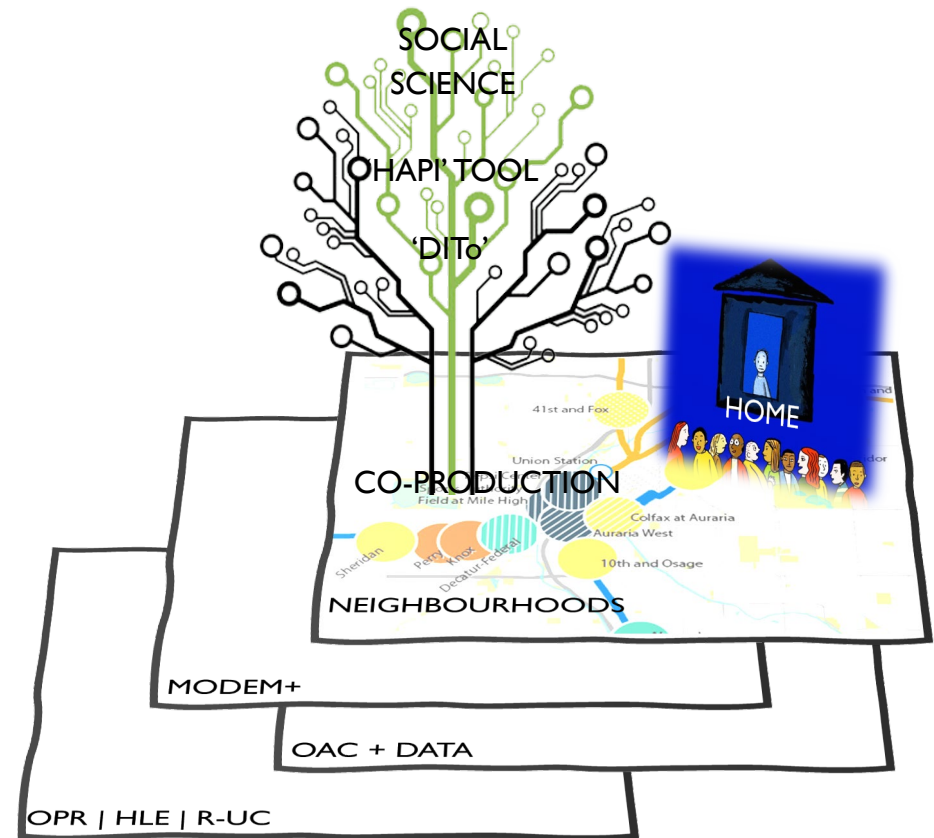 SOCIAL
SCIENCE
'HAPI' TOOL
'DITo'
HOME
41st and Fox
Union Station
CO-PRODUCTION
Field at Mile High
Colfax at Auraria
Auraria West
Sheridan
Perry
Knox
Decatur-Federal
10th and Osage
NEIGHBOURHOODS
MODEM+
OAC + DATA
OPR | HLE | R-UC